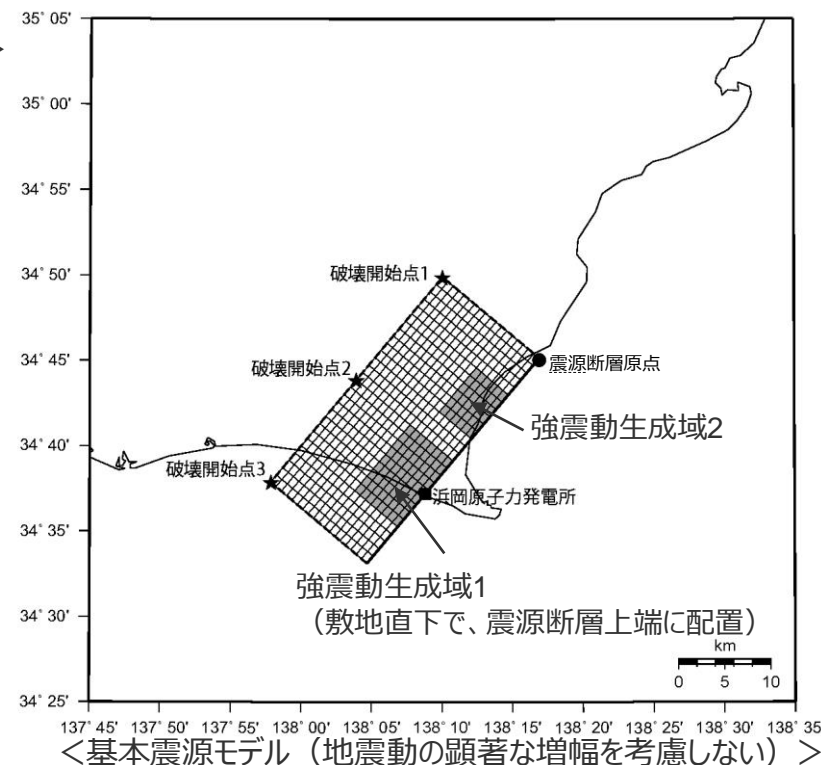 35° 05'
35° 00'
34° 55'
34° 50'
34° 45'
34° 40'
34° 35'
34° 30'
34° 25'
破壊開始点1
破壊開始点2
破壊開始点3
震源断層原点
強震動生成域2
浜岡原子力発電所
強震動生成域1
（敷地直下で、震源断層上端に配置）
km
0 5 10
137° 45' 137° 50' 137° 55' 138° 00' 138° 05' 138° 10' 138° 15' 138° 20' 138° 25' 138° 30' 138° 35'
＜基本震源モデル（地震動の顕著な増幅を考慮しない）＞